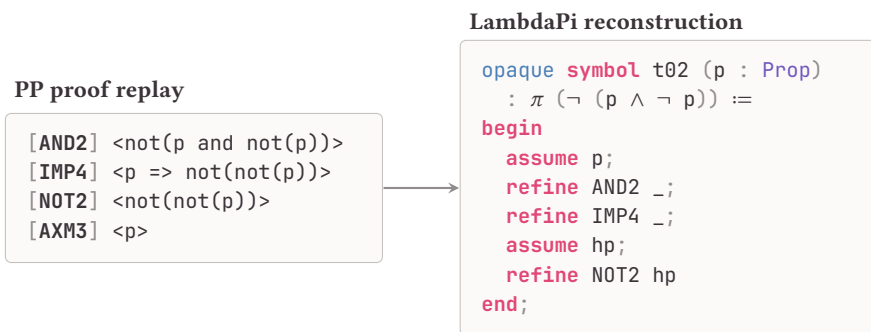 PP proof replay
[AND2] <not(p and not(p))>
[IMP4] <p => not(not(p))>
[NOT2] <not(not(p))>
[AXM3] <p>
LambdaPi reconstruction
opaque symbol t02 (p : Prop)
: π (¬ (p ∧ ¬ p)) ≔
begin
assume p;
refine AND2 _;
refine IMP4 _;
assume hp;
refine NOT2 hp
end;